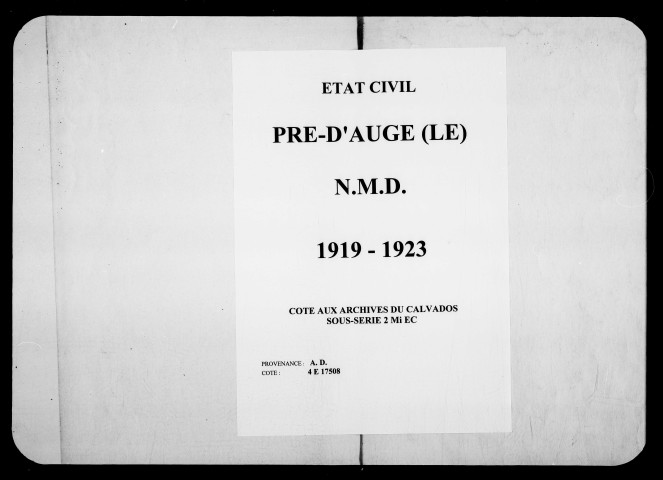 ETAT CIVIL
PRE-D'AUGE (LE)
N.M.D.
1919 - 1923
COTE AUX ARCHIVES DU CALVADOS
SOUS-SERIE 2 Mi EC
PROVENANCE : A. D.
COTE : 4 E 17508